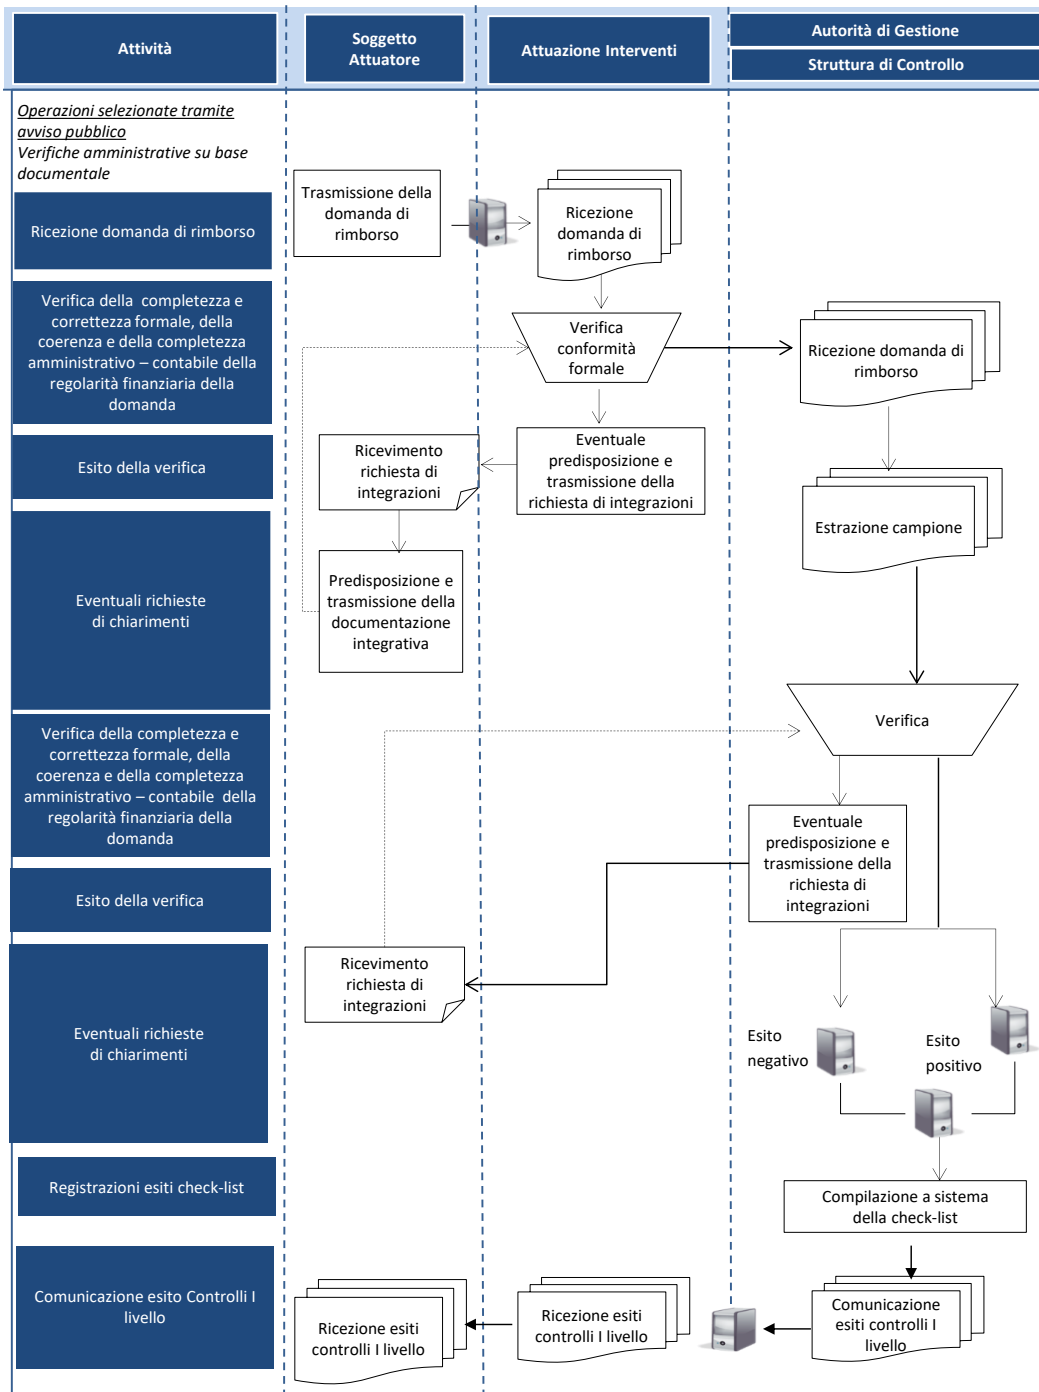 Attività
Soggetto
Attuatore
Attuazione Interventi
Autorità di Gestione
Struttura di Controllo
Operazioni selezionate tramite
avviso pubblico
Verifiche amministrative su base
documentale
Ricezione domanda di rimborso
Trasmissione della
domanda di
rimborso
Ricezione
domanda di
rimborso
Verifica della completezza e
correttezza formale, della
coerenza e della completezza
amministrativo – contabile della
regolarità finanziaria della
domanda
Verifica
conformità
formale
Ricezione domanda di
rimborso
Esito della verifica
Ricevimento
richiesta di
integrazioni
Eventuale
predisposizione e
trasmissione della
richiesta di integrazioni
Estrazione campione
Eventuali richieste
di chiarimenti
Predisposizione e
trasmissione della
documentazione
integrativa
Verifica
Verifica della completezza e
correttezza formale, della
coerenza e della completezza
amministrativo – contabile della
regolarità finanziaria della
domanda
Eventuale
predisposizione e
trasmissione della
richiesta di
integrazioni
Esito della verifica
Ricevimento
richiesta di
integrazioni
Eventuali richieste
di chiarimenti
Esito
negativo
Esito
positivo
Registrazioni esiti check-list
Compilazione a sistema
della check-list
Comunicazione esito Controlli I
livello
Ricezione esiti
controlli I livello
Ricezione esiti
controlli I livello
Comunicazione
esiti controlli I
livello